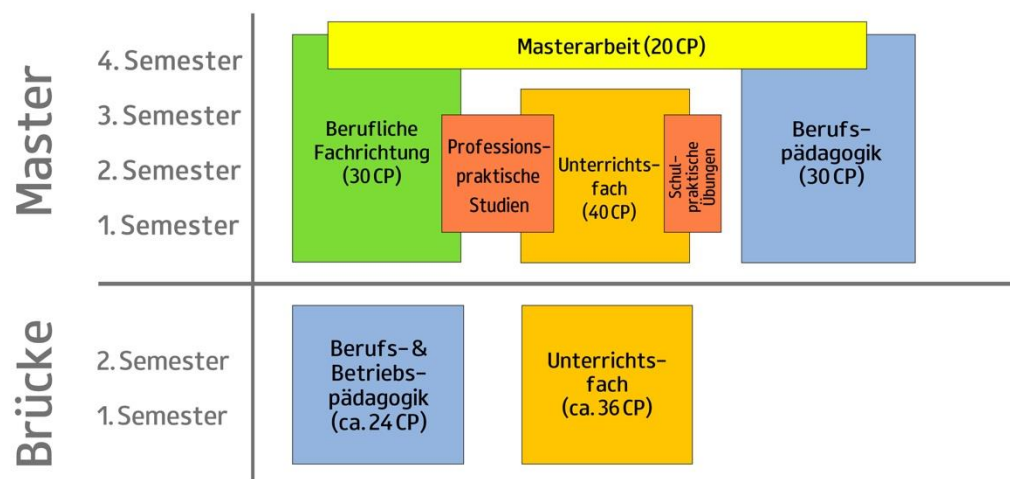 Master
4. Semester
3. Semester
2. Semester
1. Semester
Masterarbeit (20 CP)
Berufliche
Fachrichtung
(30 CP)
Professions-
praktische
Studien
Unterrichts-
fach
(40 CP)
Schul-
praktische
Übungen
Berufs-
pädagogik
(30 CP)
Brücke
2. Semester
1. Semester
Berufs- &
Betriebs-
pädagogik
(ca. 24 CP)
Unterrichts-
fach
(ca. 36 CP)